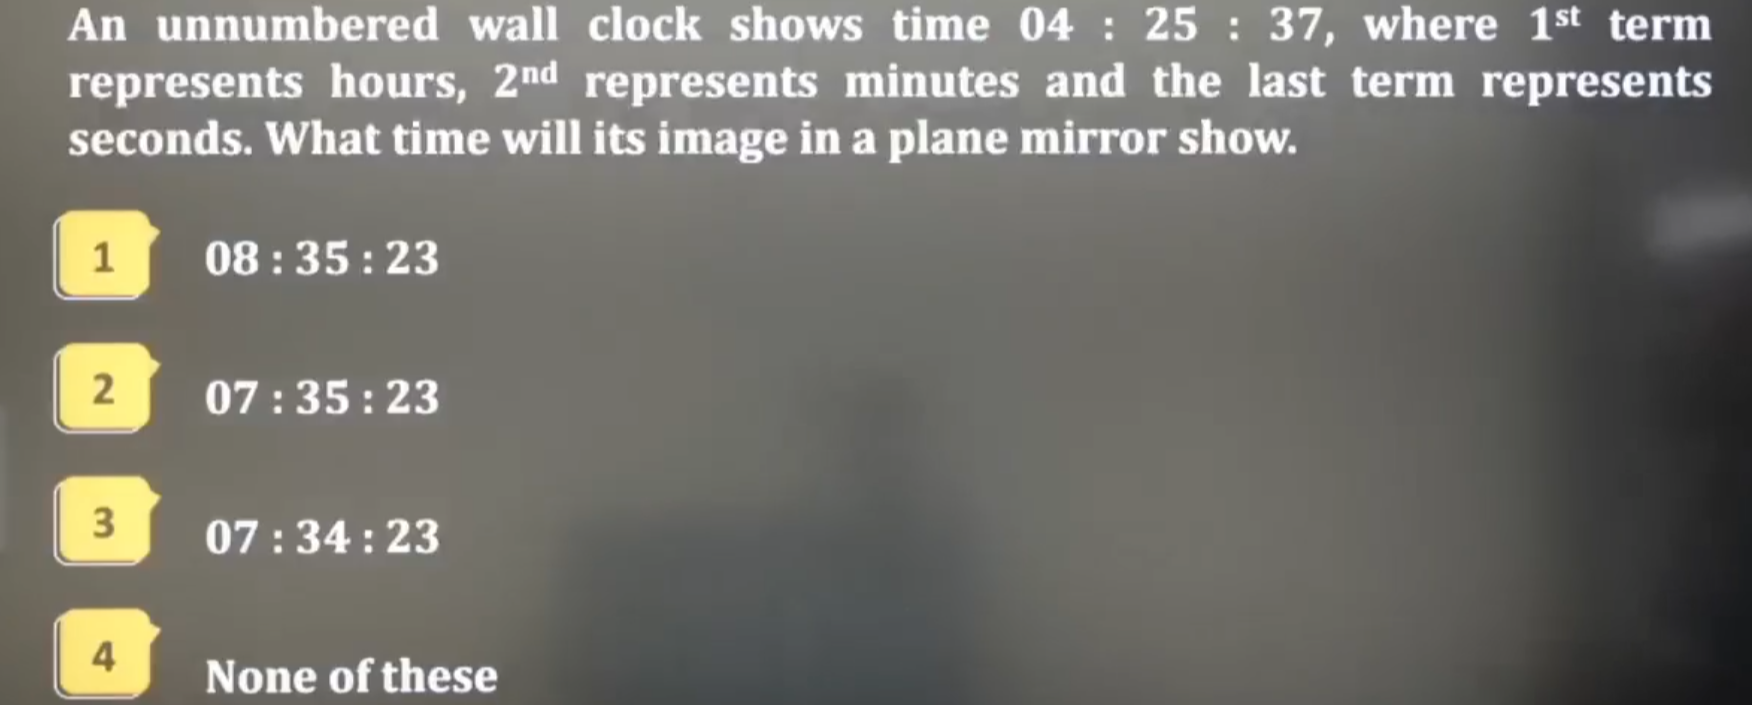 An unnumbered wall clock shows time 04 : 25 : 37, where 1st term
represents hours, 2nd represents minutes and the last term represents
seconds. What time will its image in a plane mirror show.
1 08 : 35 : 23
2 07 : 35 : 23
3 07 : 34 : 23
4 None of these